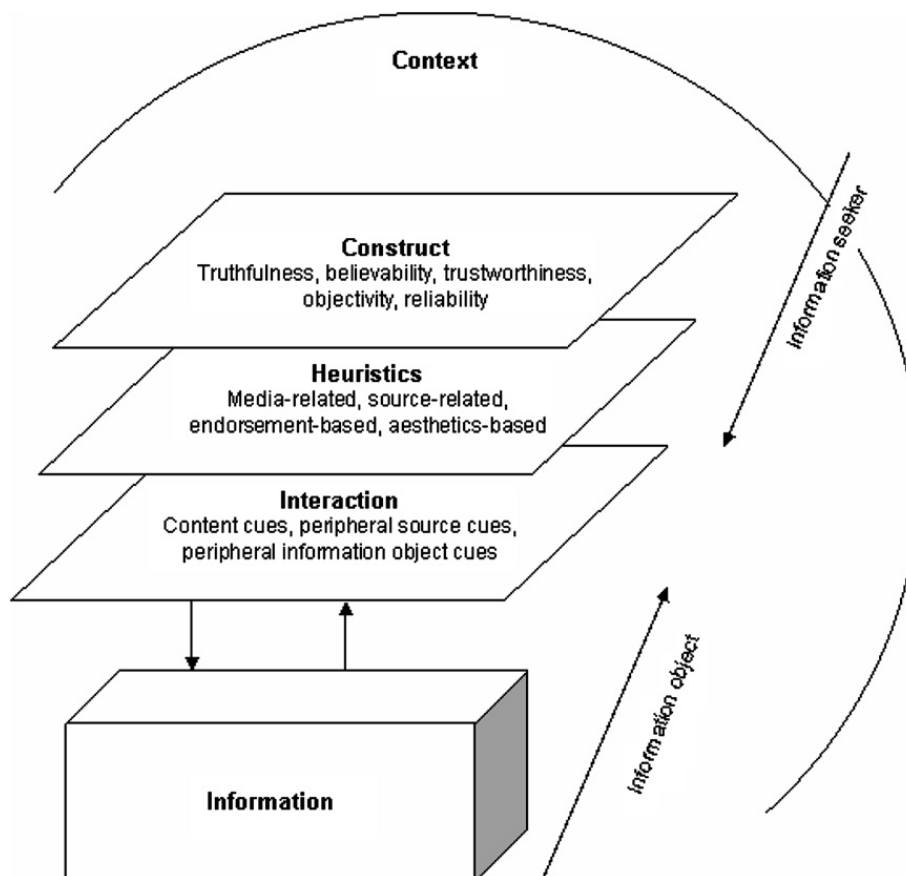 Context
Construct
Truthfulness, believability, trustworthiness,
objectivity, reliability
Information seeker
Heuristics
Media-related, source-related,
endorsement-based, aesthetics-based
Interaction
Content cues, peripheral source cues,
peripheral information object cues
Information object
Information